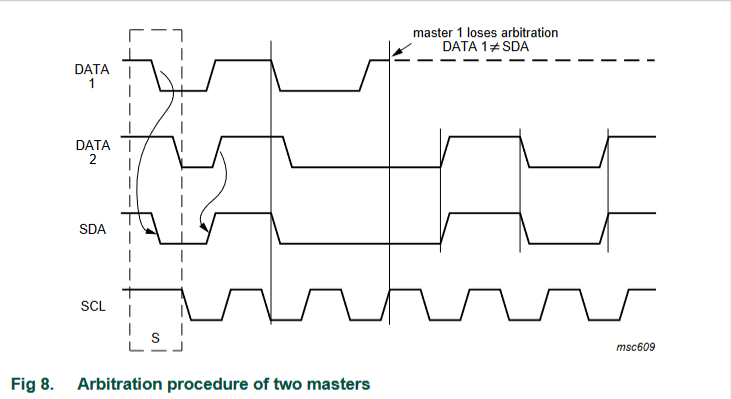 master 1 loses arbitration
DATA 1 ≠ SDA
DATA
1
DATA
2
SDA
SCL
S
msc609
Fig 8. Arbitration procedure of two masters